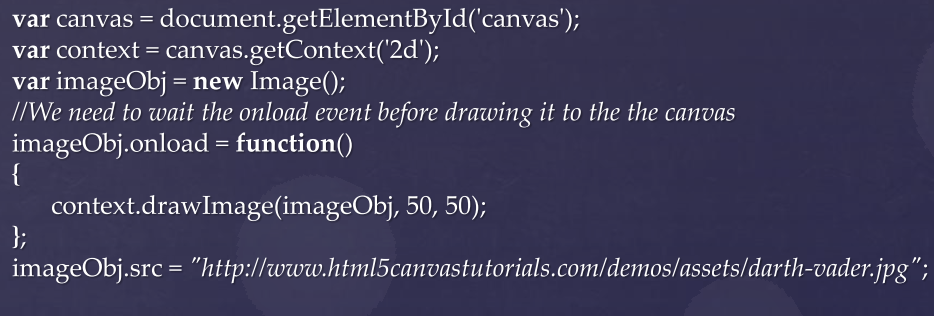 var canvas = document.getElementById('canvas');
var context = canvas.getContext('2d');
var imageObj = new Image();
//We need to wait the onload event before drawing it to the the canvas
imageObj.onload = function()
{
context.drawImage(imageObj, 50, 50);
};
imageObj.src = "http://www.html5canvastutorials.com/demos/assets/darth-vader.jpg";